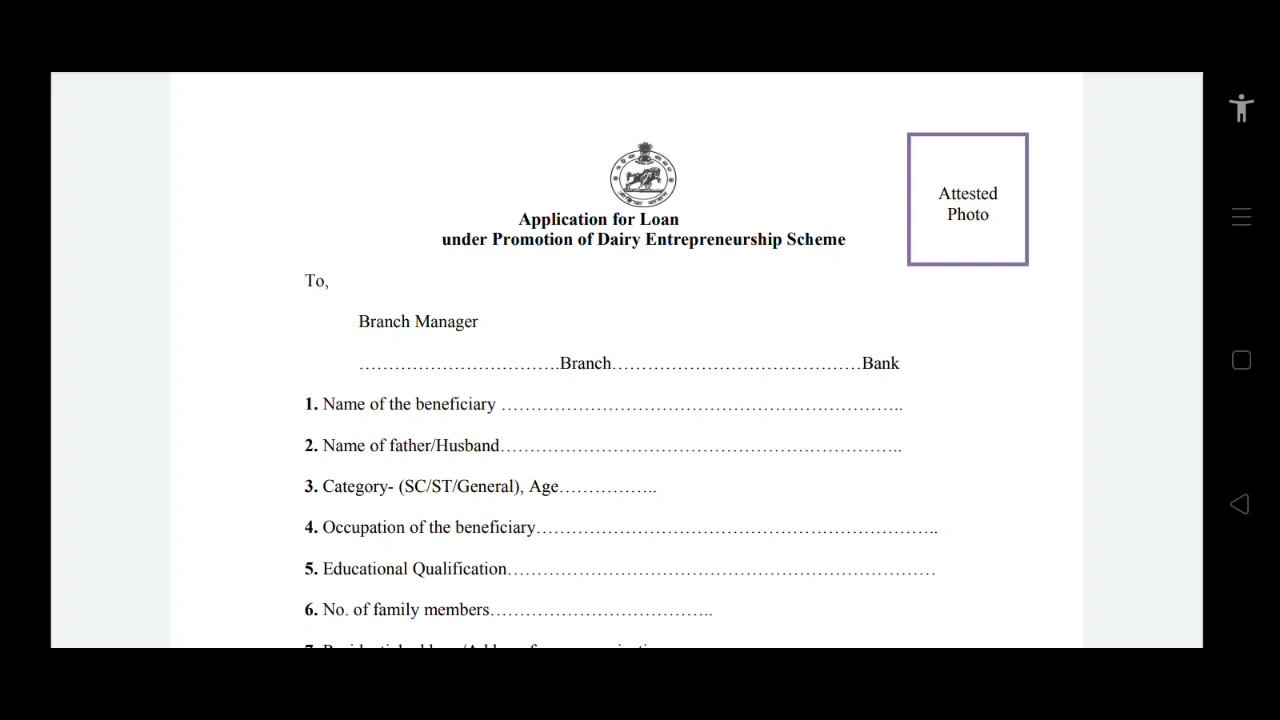 Attested
Photo
Application for Loan
under Promotion of Dairy Entrepreneurship Scheme
To,
Branch Manager
…………………………….Branch……………………………………Bank
1. Name of the beneficiary …………………………………………………………..
2. Name of father/Husband…………………………………………………………..
3. Category- (SC/ST/General), Age……………..
4. Occupation of the beneficiary…………………………………………………………..
5. Educational Qualification………………………………………………………………
6. No. of family members………………………………..